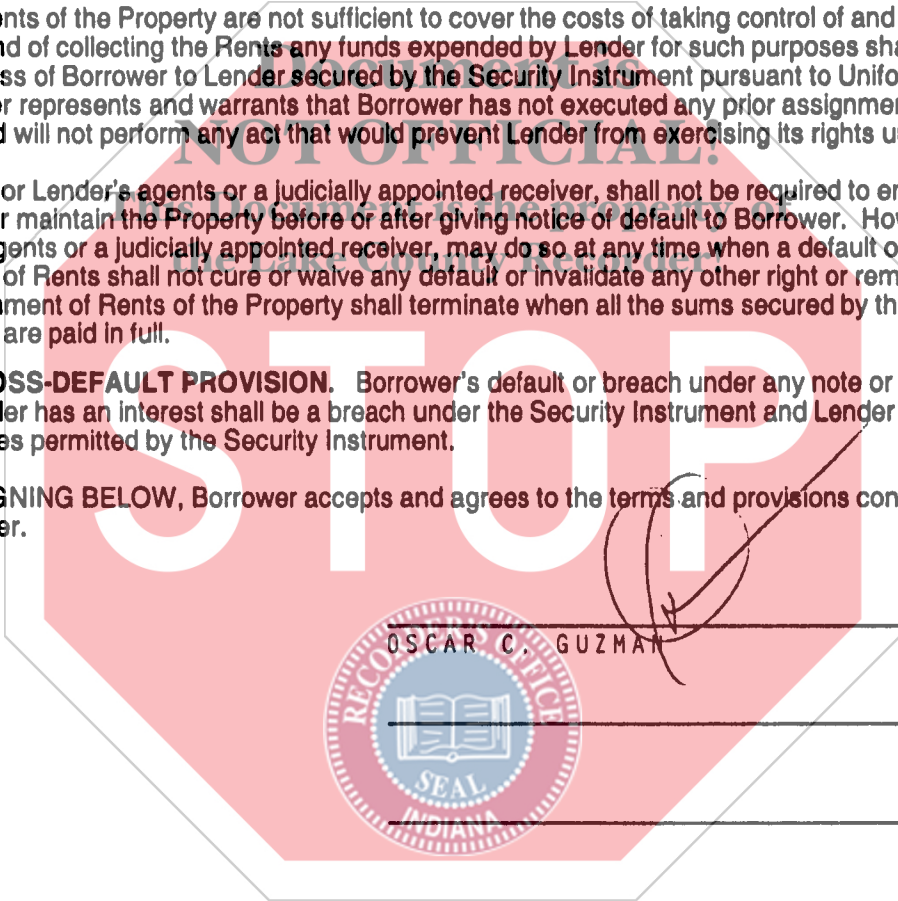 nts of the Property are not sufficient to cover the costs of taking control of and
nd of collecting the Rents any funds expended by Lender for such purposes sha
ss of Borrower to Lender secured by the Security Instrument pursuant to Unifo
er represents and warrants that Borrower has not executed any prior assignme
d will not perform any act that would prevent Lender from exercising its rights u
Document is
NOT OFFICIAL!
This Document is the property of
the Lake County Recorder!
or Lender's agents or a judicially appointed receiver, shall not be required to en
r maintain the Property before or after giving notice of default to Borrower. How
gents or a judicially appointed receiver, may do so at any time when a default o
of Rents shall not cure or waive any default or invalidate any other right or rem
ment of Rents of the Property shall terminate when all the sums secured by th
are paid in full.
STOP
OSS-DEFAULT PROVISION. Borrower's default or breach under any note or
der has an interest shall be a breach under the Security Instrument and Lender
es permitted by the Security Instrument.
GNING BELOW, Borrower accepts and agrees to the terms and provisions con
er.
OSCAR C. GUZMAN
RECORDER'S OFFICE
SEAL
INDIANA